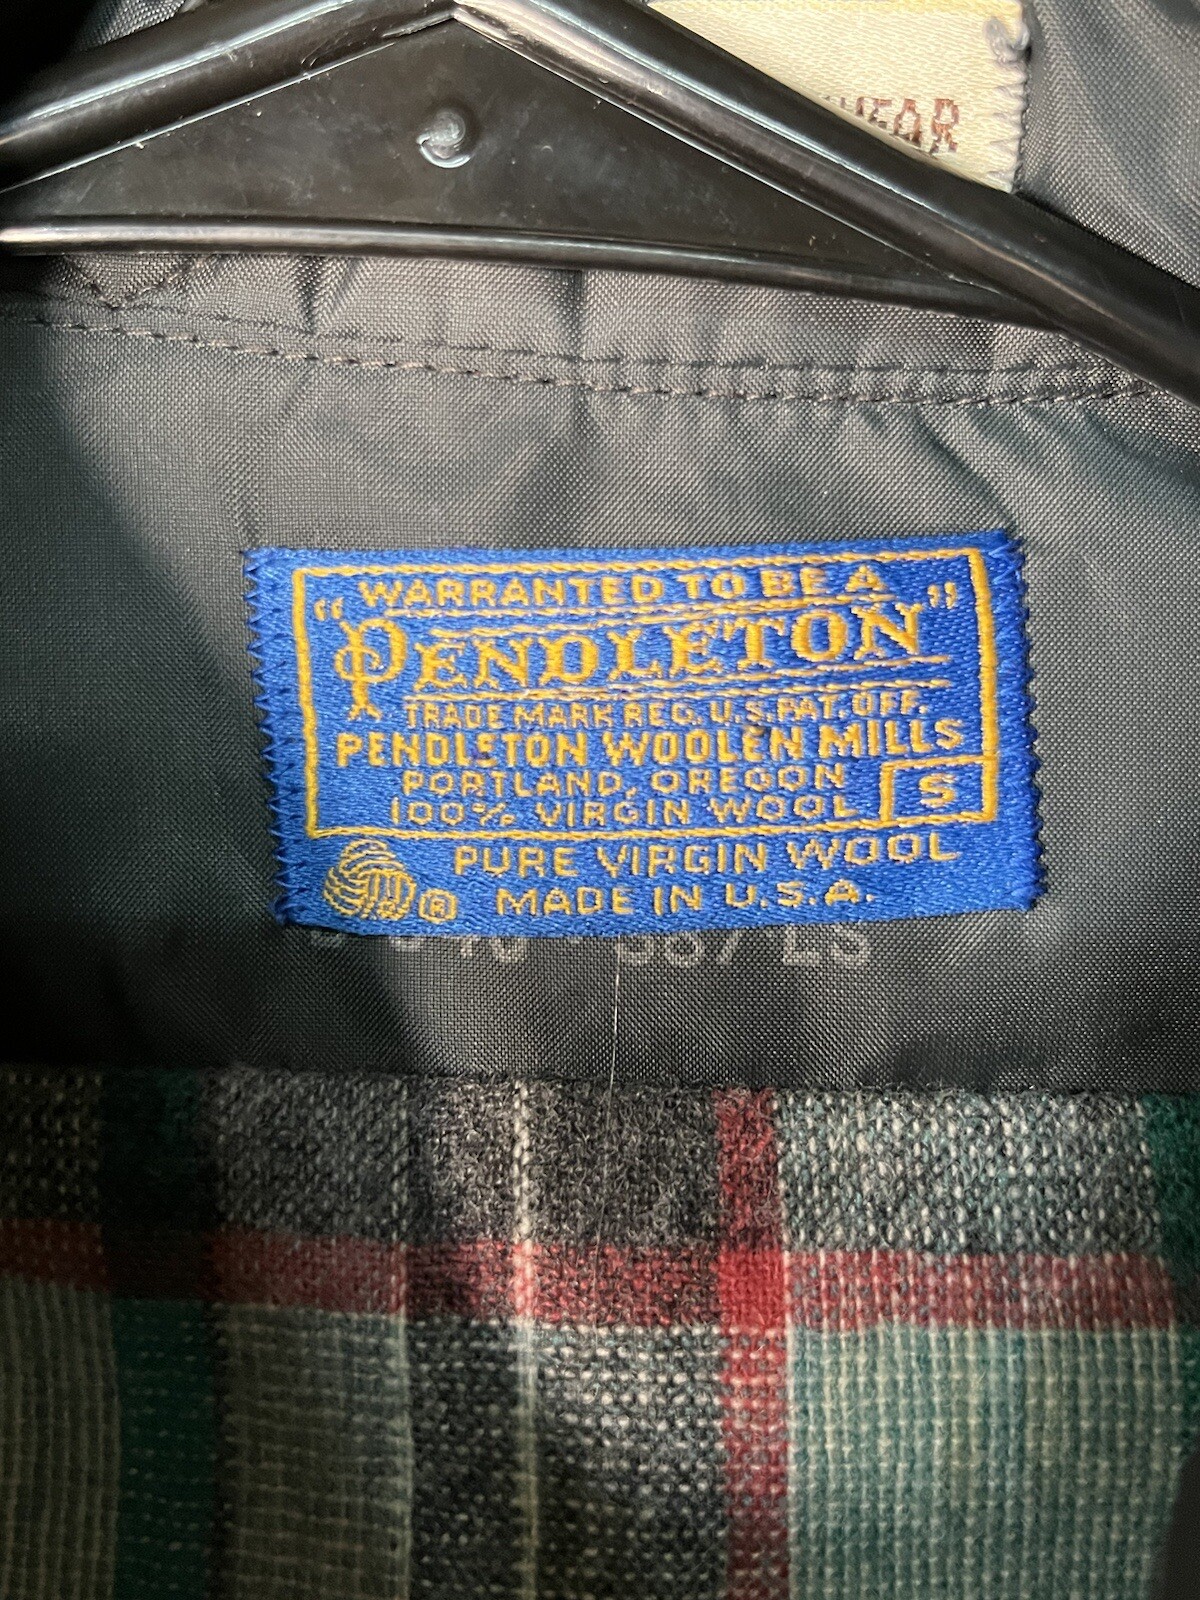 WARRANTED TO BE A
"PENDLETON"
TRADE MARK REG. U.S. PAT. OFF.
PENDLETON WOOLEN MILLS
PORTLAND, OREGON
100% VIRGIN WOOL S
PURE VIRGIN WOOL
® MADE IN U.S.A.